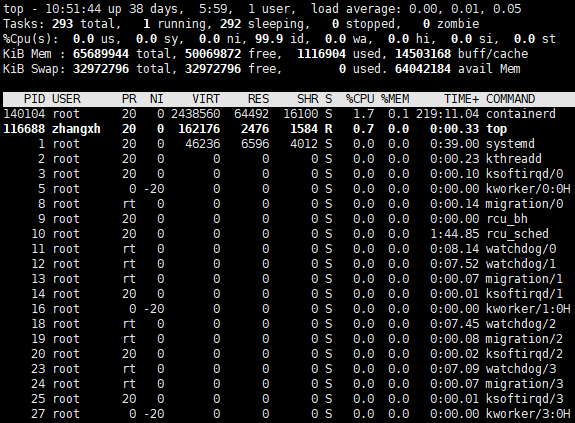 top - 10:51:44 up 38 days,  5:59,  1 user,  load average: 0.00, 0.01, 0.05
Tasks: 293 total,   1 running, 292 sleeping,   0 stopped,   0 zombie
%Cpu(s):  0.0 us,  0.0 sy,  0.0 ni, 99.9 id,  0.0 wa,  0.0 hi,  0.0 si,  0.0 st
KiB Mem : 65689944 total, 50069872 free,  1116904 used, 14503168 buff/cache
KiB Swap: 32972796 total, 32972796 free,        0 used. 64042184 avail Mem
PID USER PR NI VIRT RES SHR S %CPU %MEM TIME+ COMMAND
140104 root 20 0 2438560 64492 16100 S 1.7 0.1 219:11.04 containerd
116688 zhangxh 20 0 162176 2476 1584 R 0.7 0.0 0:00.33 top
1 root 20 0 46236 6596 4012 S 0.0 0.0 0:39.00 systemd
2 root 20 0 0 0 0 S 0.0 0.0 0:00.23 kthreadd
3 root 20 0 0 0 0 S 0.0 0.0 0:00.10 ksoftirqd/0
5 root 0 -20 0 0 0 S 0.0 0.0 0:00.00 kworker/0:0H
8 root rt 0 0 0 0 S 0.0 0.0 0:00.14 migration/0
9 root 20 0 0 0 0 S 0.0 0.0 0:00.00 rcu_bh
10 root 20 0 0 0 0 S 0.0 0.0 1:44.85 rcu_sched
11 root rt 0 0 0 0 S 0.0 0.0 0:08.14 watchdog/0
12 root rt 0 0 0 0 S 0.0 0.0 0:07.52 watchdog/1
13 root rt 0 0 0 0 S 0.0 0.0 0:00.07 migration/1
14 root 20 0 0 0 0 S 0.0 0.0 0:00.01 ksoftirqd/1
16 root 0 -20 0 0 0 S 0.0 0.0 0:00.00 kworker/1:0H
18 root rt 0 0 0 0 S 0.0 0.0 0:07.45 watchdog/2
19 root rt 0 0 0 0 S 0.0 0.0 0:00.08 migration/2
20 root 20 0 0 0 0 S 0.0 0.0 0:00.02 ksoftirqd/2
23 root rt 0 0 0 0 S 0.0 0.0 0:07.09 watchdog/3
24 root rt 0 0 0 0 S 0.0 0.0 0:00.07 migration/3
25 root 20 0 0 0 0 S 0.0 0.0 0:00.01 ksoftirqd/3
27 root 0 -20 0 0 0 S 0.0 0.0 0:00.00 kworker/3:0H